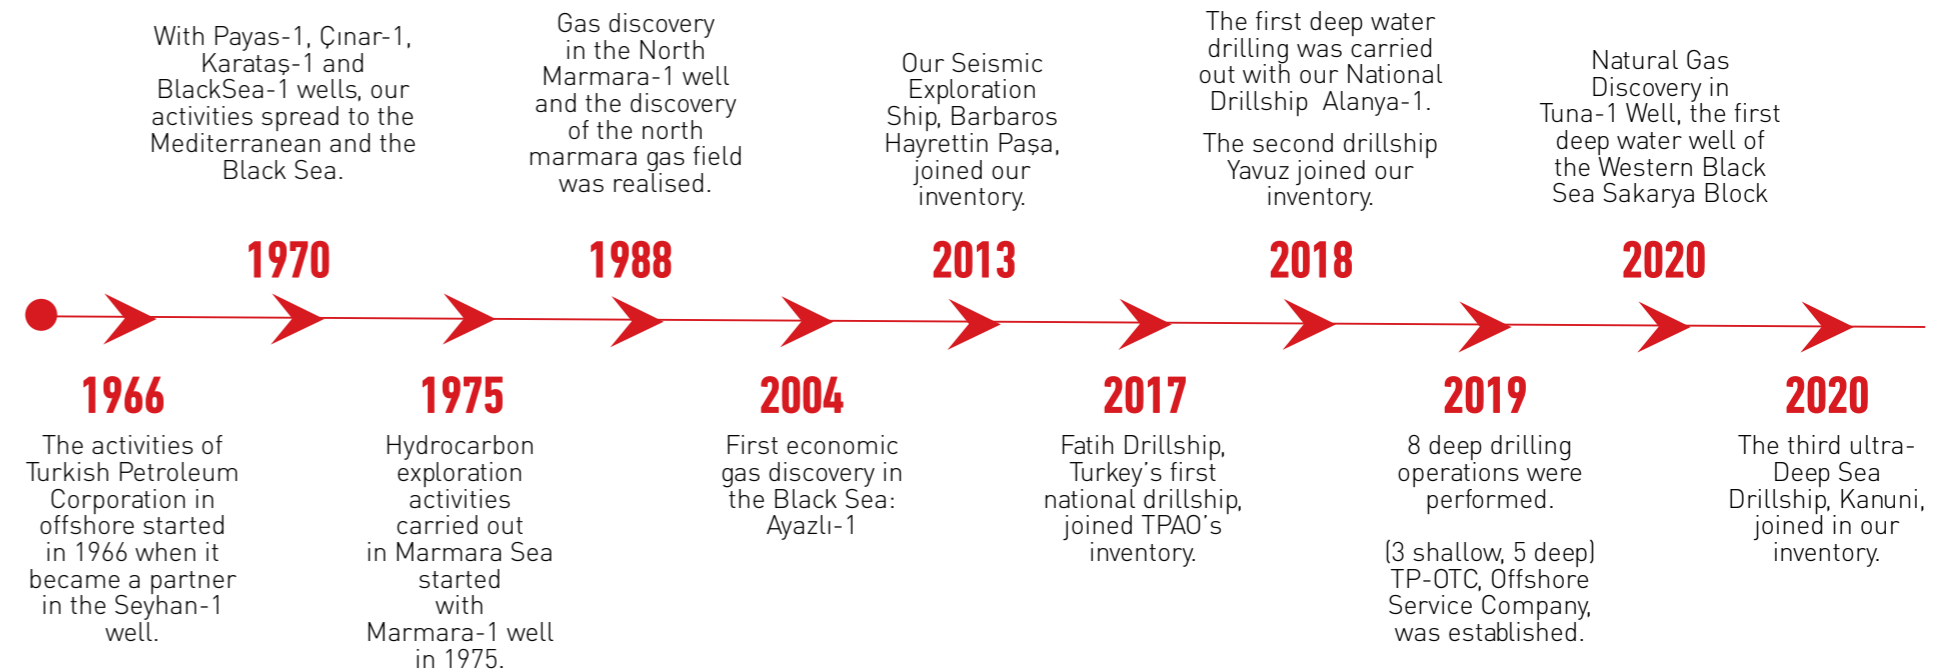 With Payas-1, Çınar-1,
Karataş-1 and
BlackSea-1 wells, our
activities spread to the
Mediterranean and the
Black Sea.
1970
Gas discovery
in the North
Marmara-1 well
and the discovery
of the north
marmara gas field
was realised.
1988
Our Seismic
Exploration
Ship, Barbaros
Hayrettin Paşa,
joined our
inventory.
2013
The first deep water
drilling was carried
out with our National
Drillship Alanya-1.
The second drillship
Yavuz joined our
inventory.
2018
Natural Gas
Discovery in
Tuna-1 Well, the first
deep water well of
the Western Black
Sea Sakarya Block
2020
1966
The activities of
Turkish Petroleum
Corporation in
offshore started
in 1966 when it
became a partner
in the Seyhan-1
well.
1975
Hydrocarbon
exploration
activities
carried out
in Marmara Sea
started
with
Marmara-1 well
in 1975.
2004
First economic
gas discovery in
the Black Sea:
Ayazlı-1
2017
Fatih Drillship,
Turkey's first
national drillship,
joined TPAO's
inventory.
2019
8 deep drilling
operations were
performed.
(3 shallow, 5 deep)
TP-OTC, Offshore
Service Company,
was established.
2020
The third ultra-
Deep Sea
Drillship, Kanuni,
joined in our
inventory.